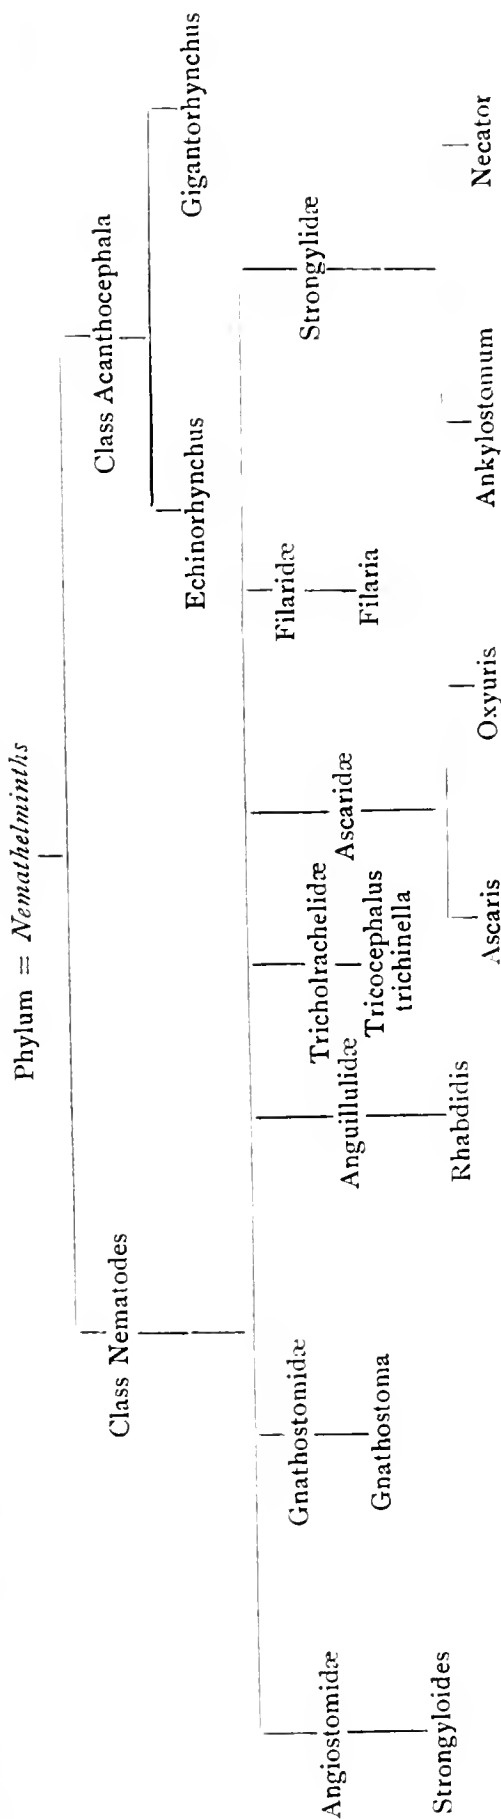 Phylum = Nemathelminths
Class Nematodes
Class Acanthocephala
Echinorhynchus
Gigantorhynchus
Angiostomidæ
Strongyloides
Gnathostomidæ
Gnathostoma
Anguillulidæ
Rhabdidis
Tricholrachelidæ
Tricocephalus
trichinella
Ascaridæ
Ascaris
Oxyuris
Filaridæ
Filaria
Strongylidæ
Ankylostomum
Necator